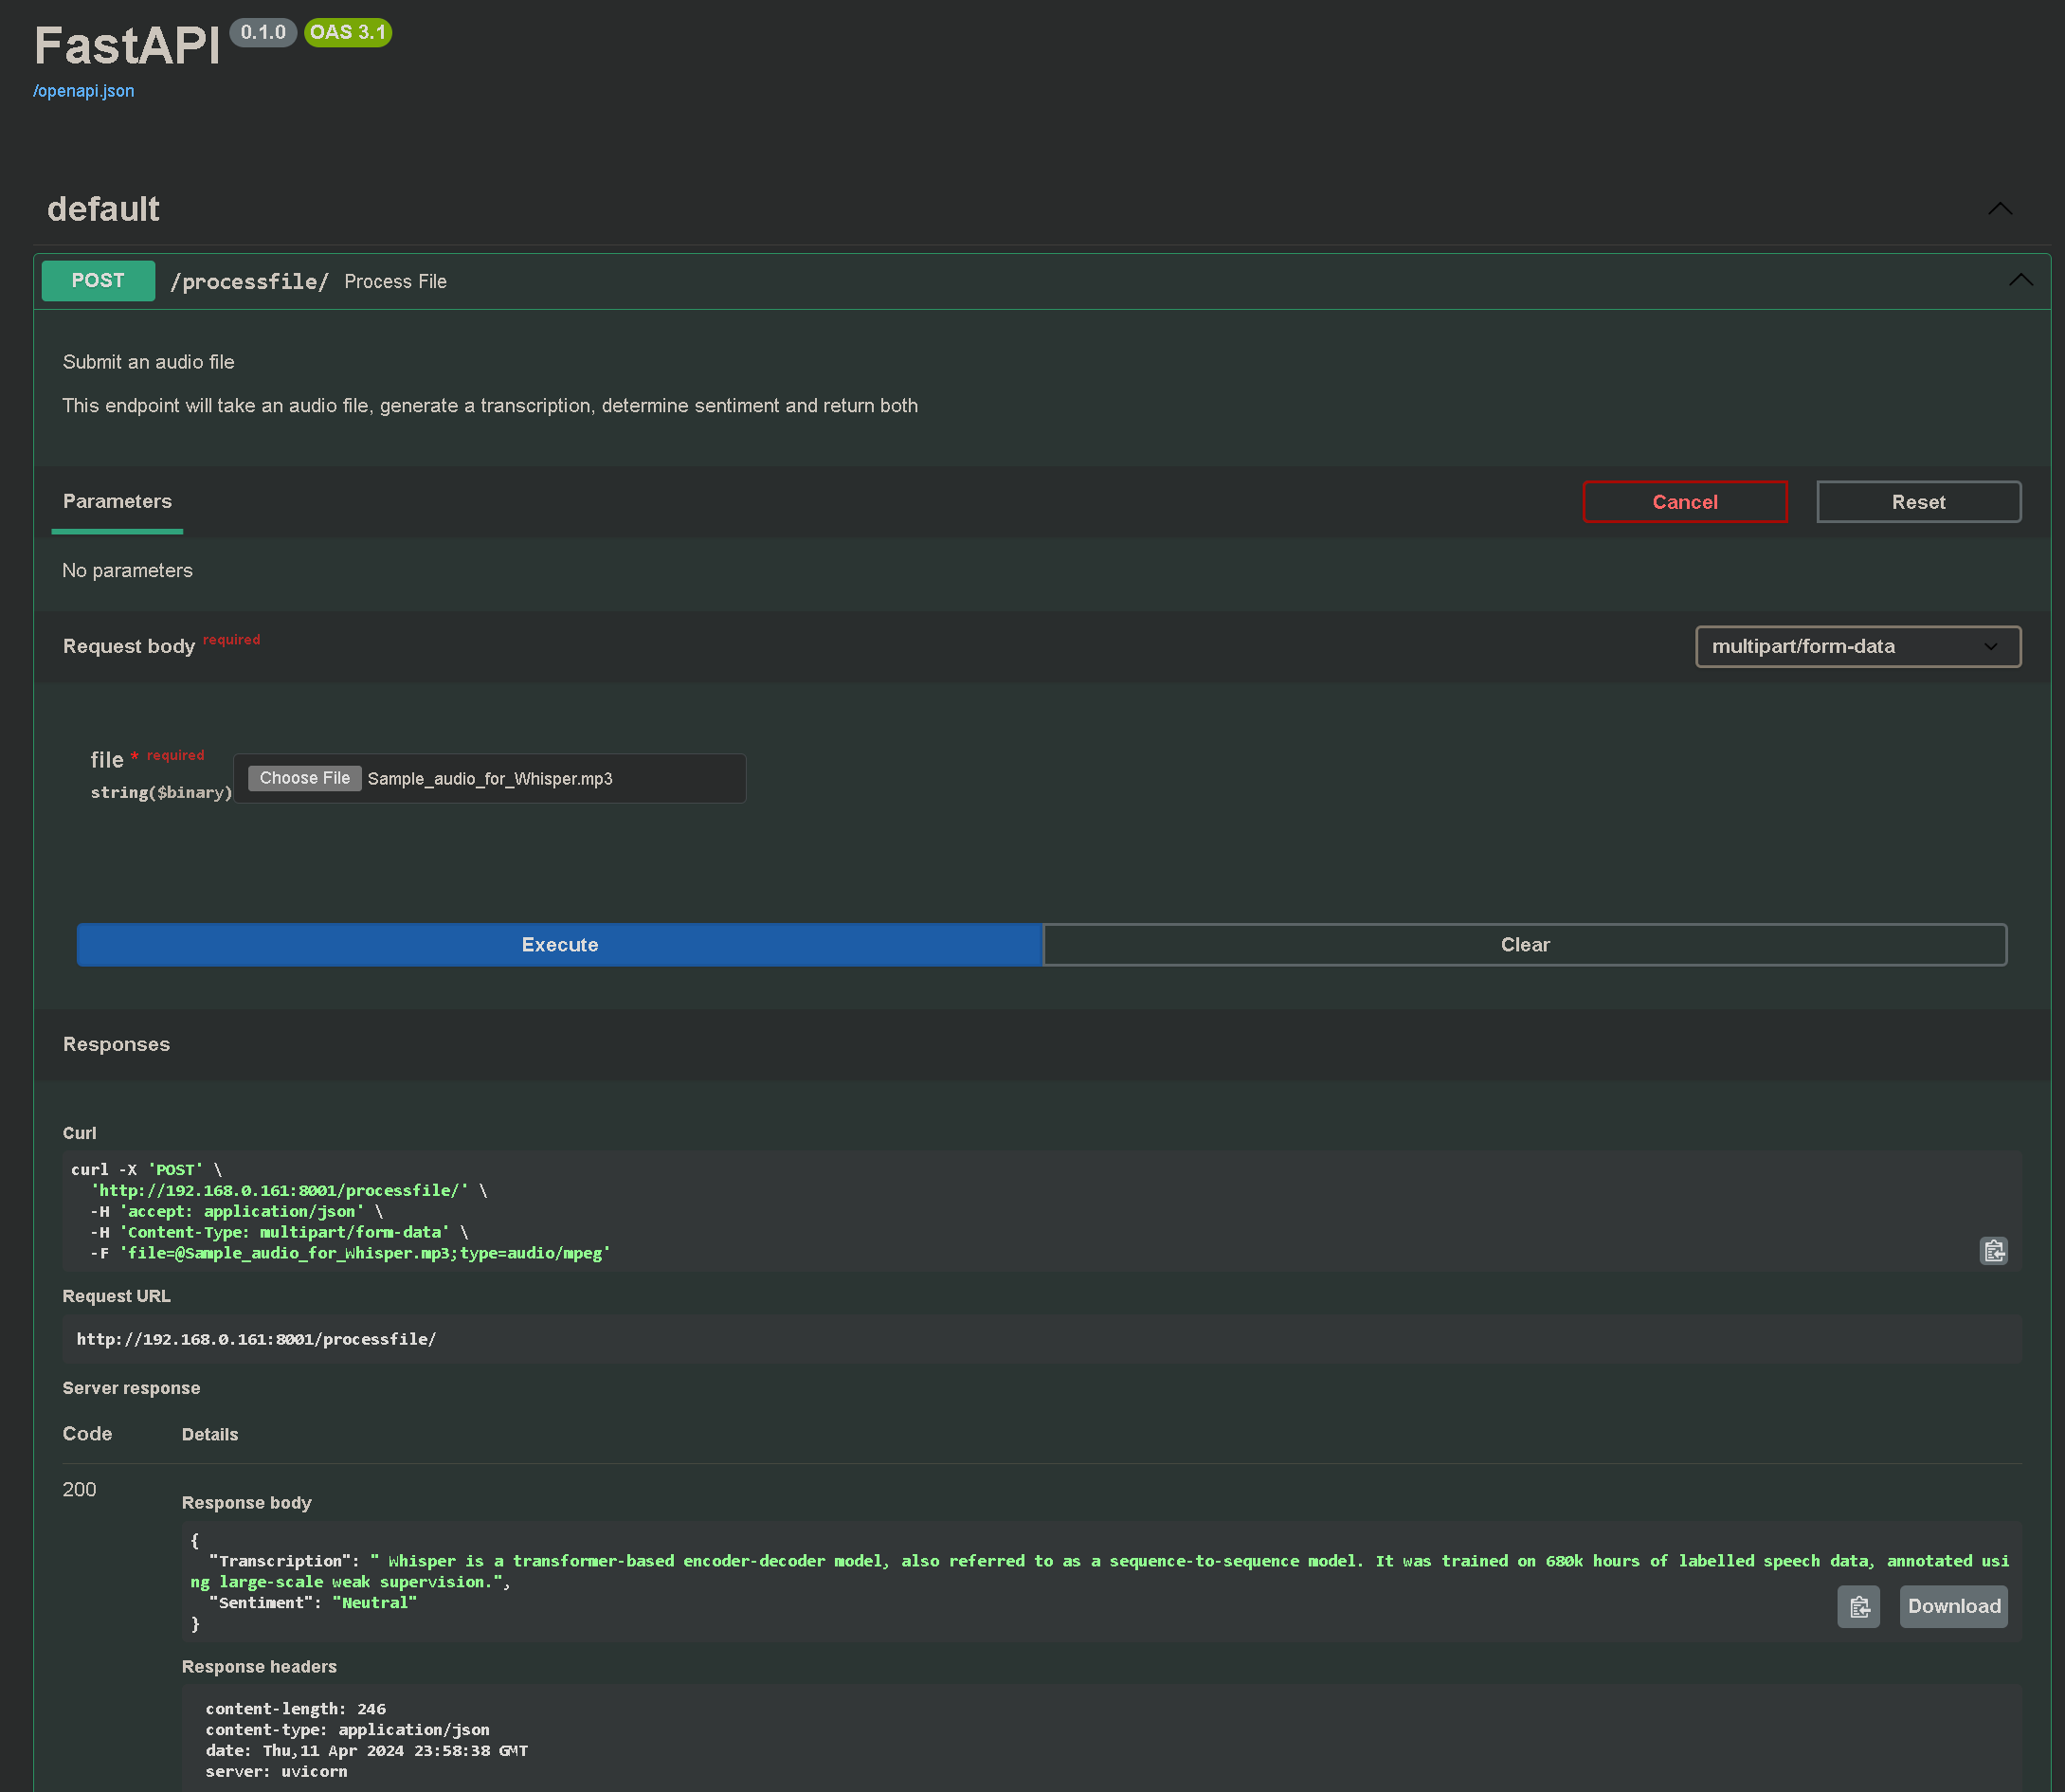 FastAPI 0.1.0 OAS 3.1
/openapi.json
default
POST /processfile/ Process File
Submit an audio file
This endpoint will take an audio file, generate a transcription, determine sentiment and return both
Parameters Cancel Reset
No parameters
Request body required multipart/form-data
file * required
string($binary) Choose File Sample_audio_for_Whisper.mp3
Execute Clear
Responses
Curl
curl -X 'POST' \
  'http://192.168.0.161:8001/processfile/' \
  -H 'accept: application/json' \
  -H 'Content-Type: multipart/form-data' \
  -F 'file=@Sample_audio_for_Whisper.mp3;type=audio/mpeg'
Request URL
http://192.168.0.161:8001/processfile/
Server response
Code Details
200
Response body
{
  "Transcription": " Whisper is a transformer-based encoder-decoder model, also referred to as a sequence-to-sequence model. It was trained on 680k hours of labelled speech data, annotated usi
ng large-scale weak supervision.",
  "Sentiment": "Neutral"
}
Download
Response headers
content-length: 246
content-type: application/json
date: Thu,11 Apr 2024 23:58:38 GMT
server: uvicorn